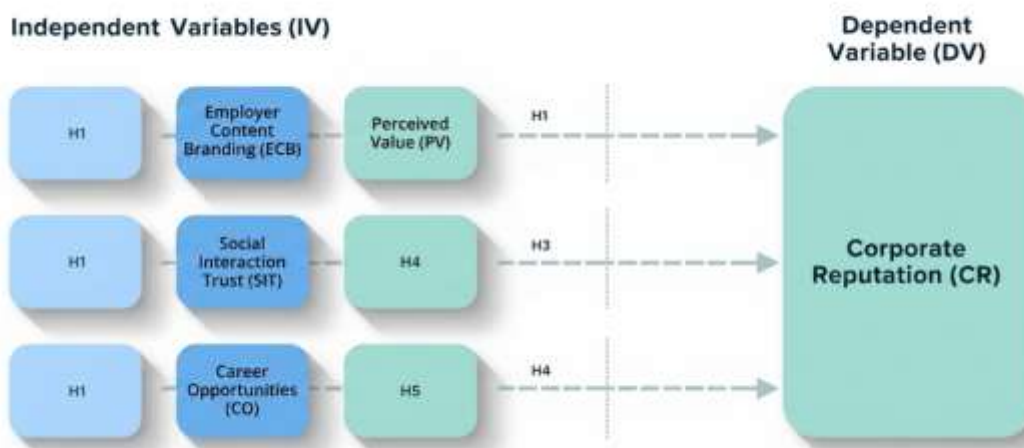 Independent Variables (IV)
Dependent
Variable (DV)
H1
Employer
Content
Branding (ECB)
Perceived
Value (PV)
H1
H1
Social
Interaction
Trust (SIT)
H4
H3
Corporate
Reputation (CR)
H1
Career
Opportunities
(CO)
H5
H4